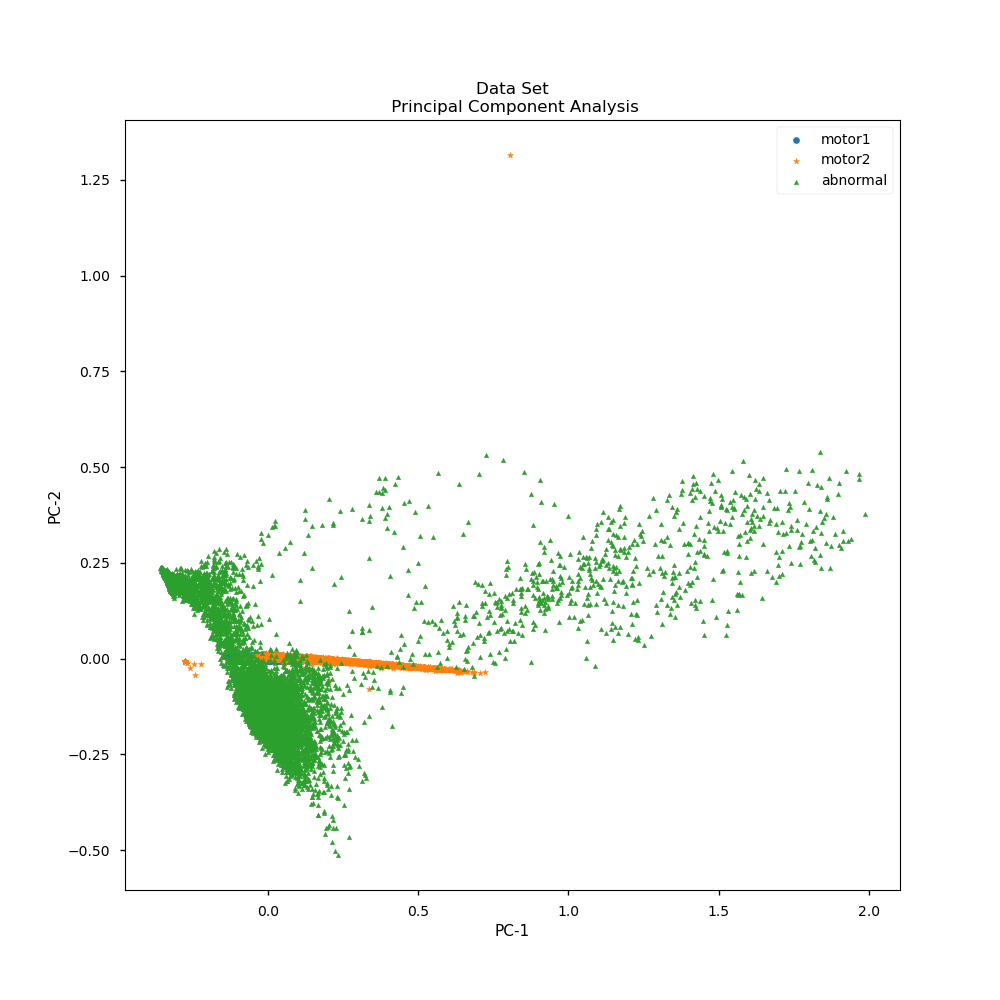 Data Set
Principal Component Analysis
motor1
motor2
abnormal
1.25
1.00
0.75
0.50
0.25
0.00
−0.25
−0.50
PC-2
0.0
0.5
1.0
1.5
2.0
PC-1